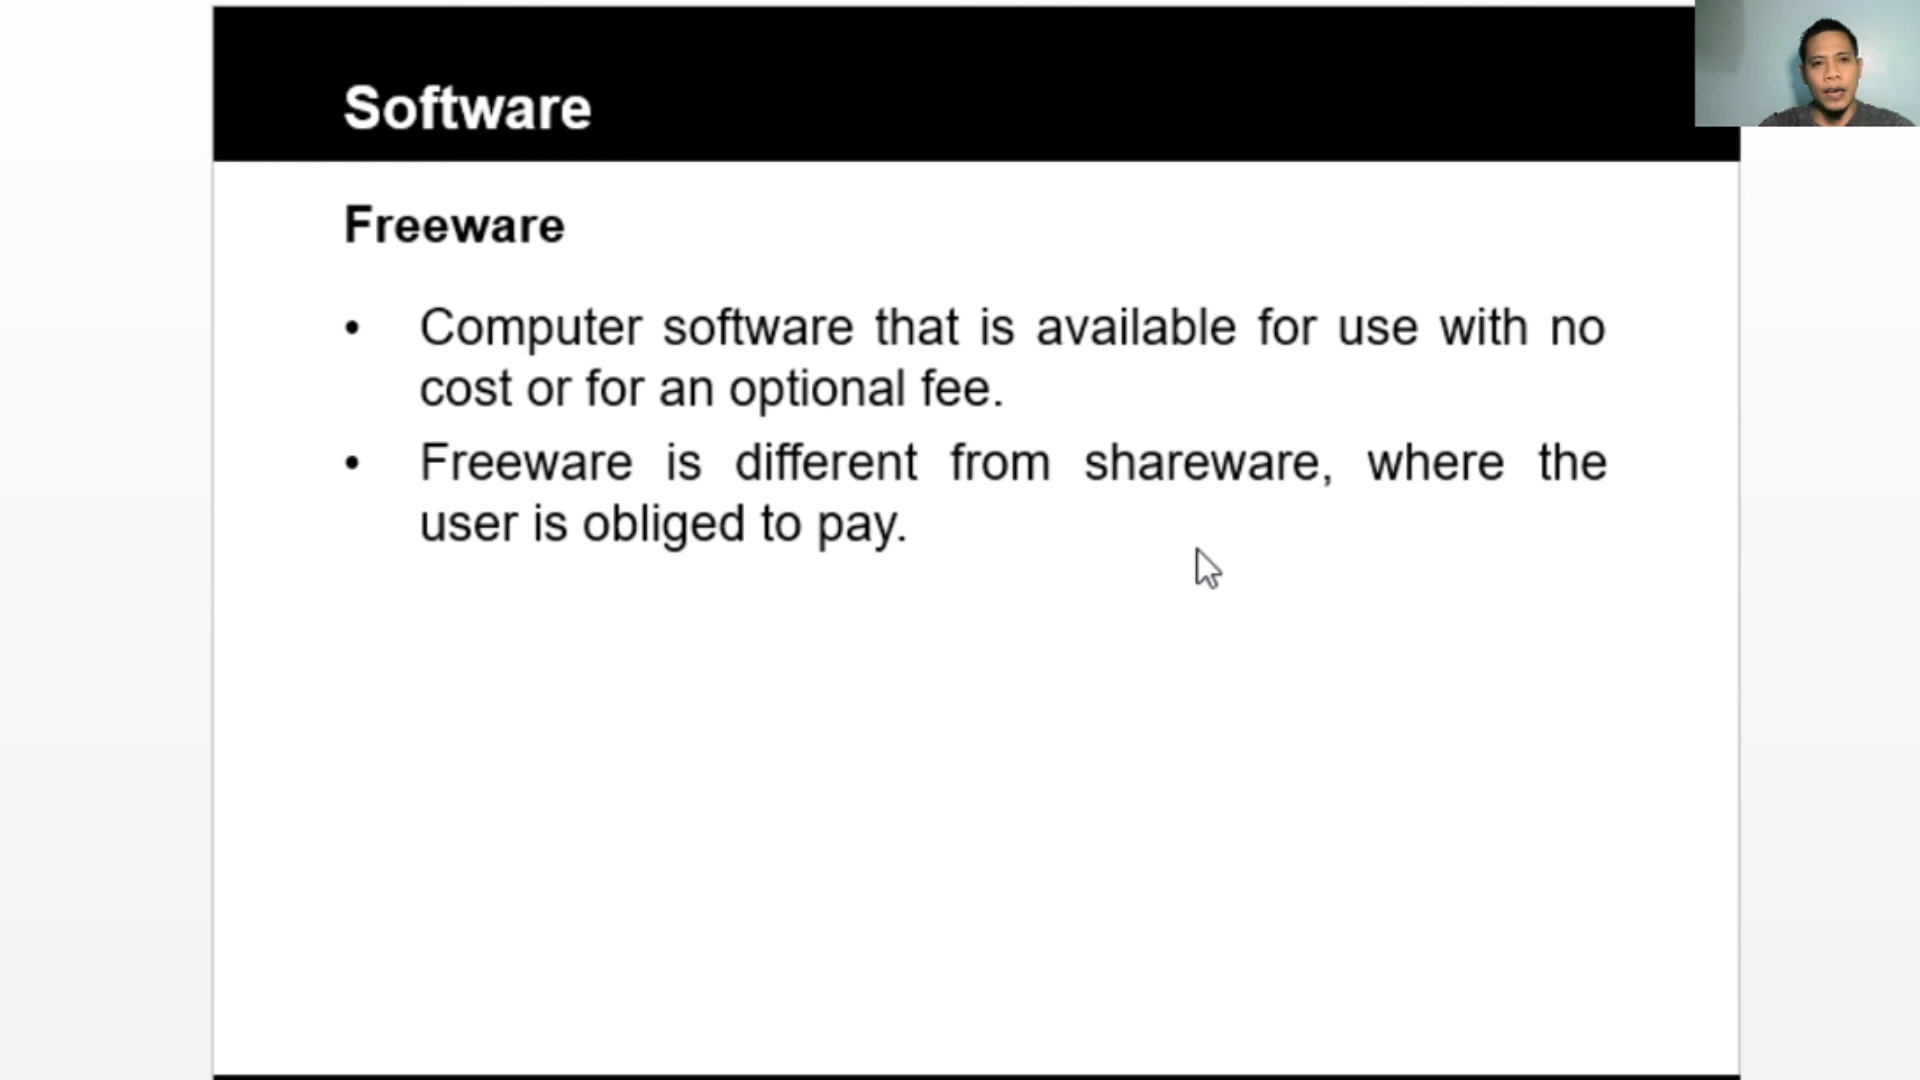 Software
Freeware
• Computer software that is available for use with no
cost or for an optional fee.
• Freeware is different from shareware, where the
user is obliged to pay.